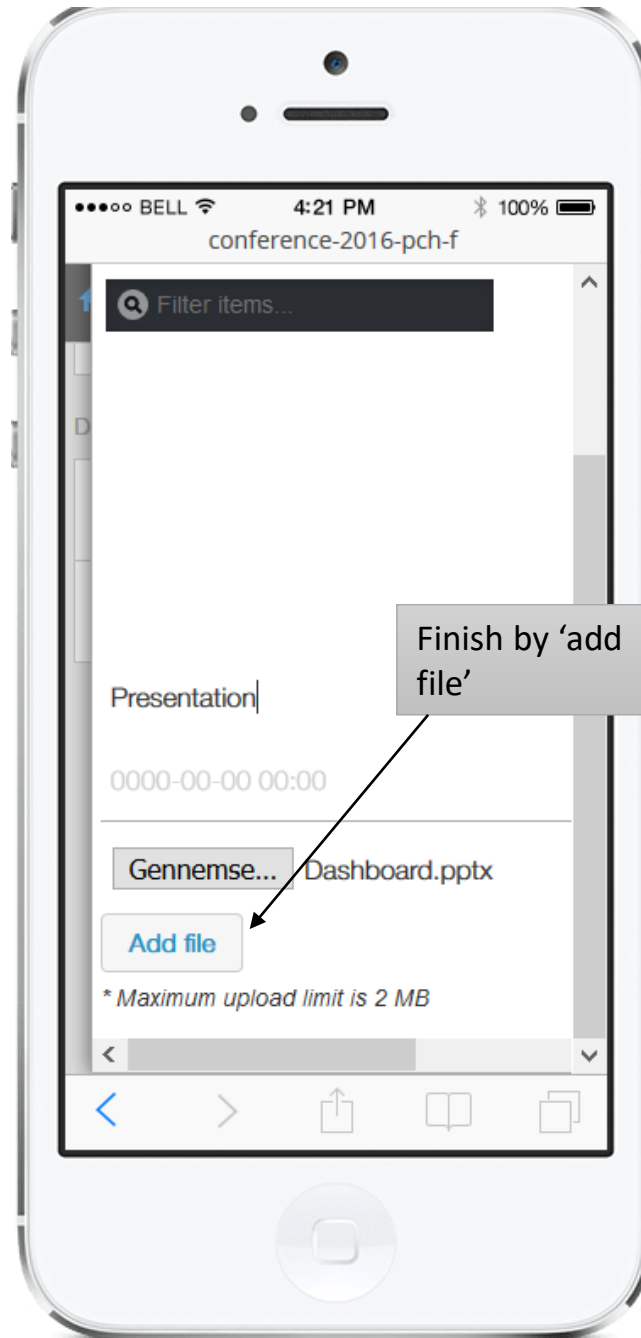 BELL 4:21 PM 100%
conference-2016-pch-f
Filter items...
D
Finish by ‘add
file’
Presentation
0000-00-00 00:00
Gennemse... Dashboard.pptx
Add file
* Maximum upload limit is 2 MB